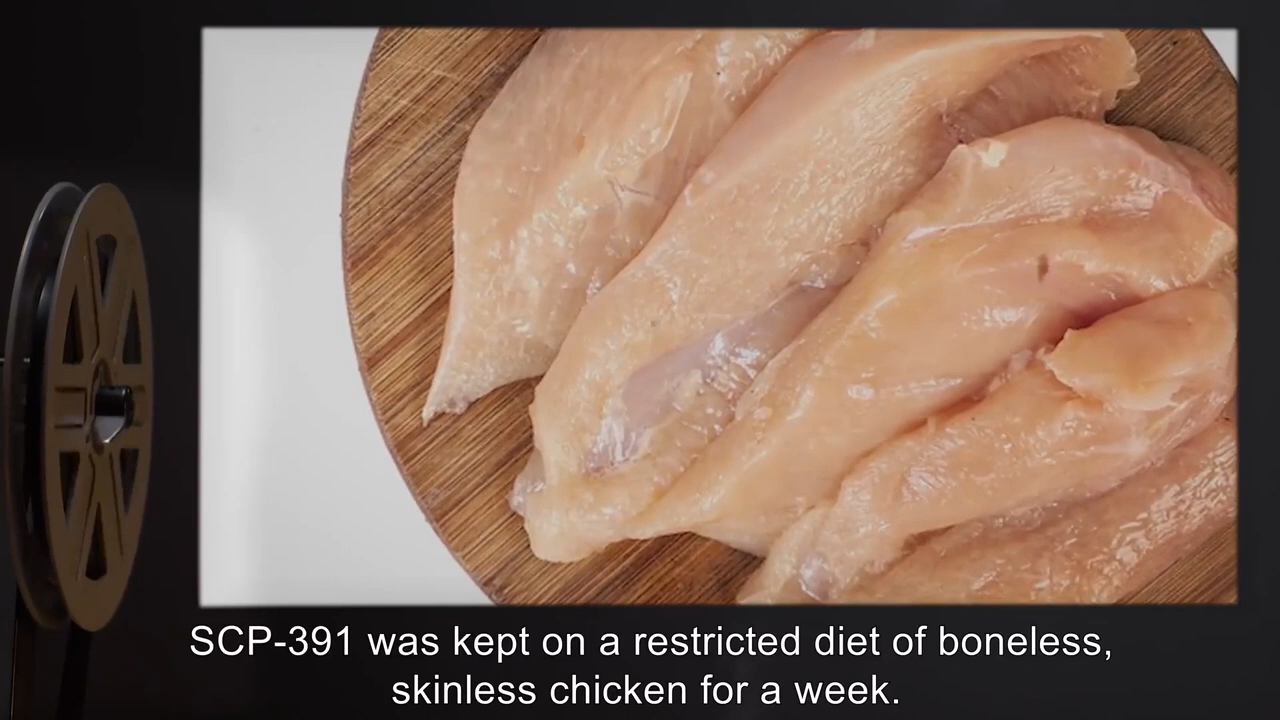 SCP-391 was kept on a restricted diet of boneless,
skinless chicken for a week.